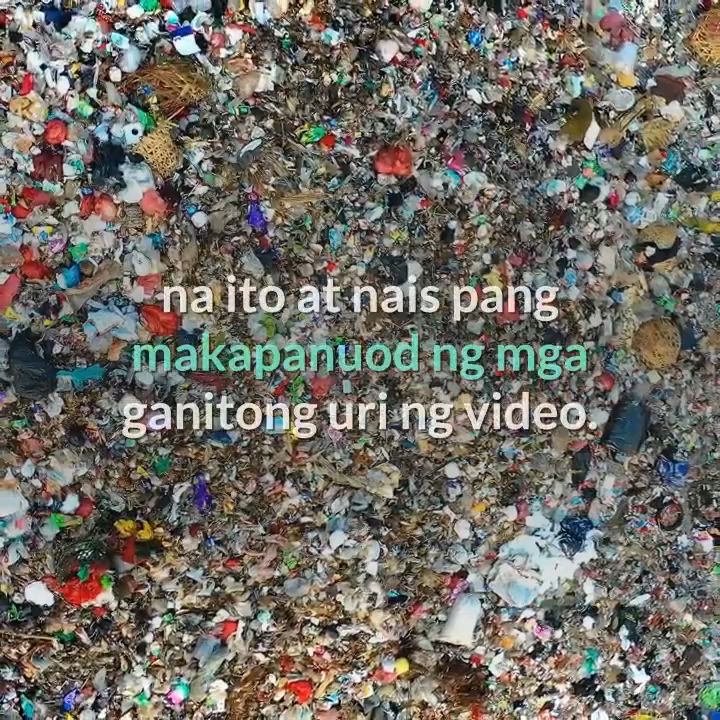 na ito at nais pang
makapanuod ng mga
ganitong uri ng video.